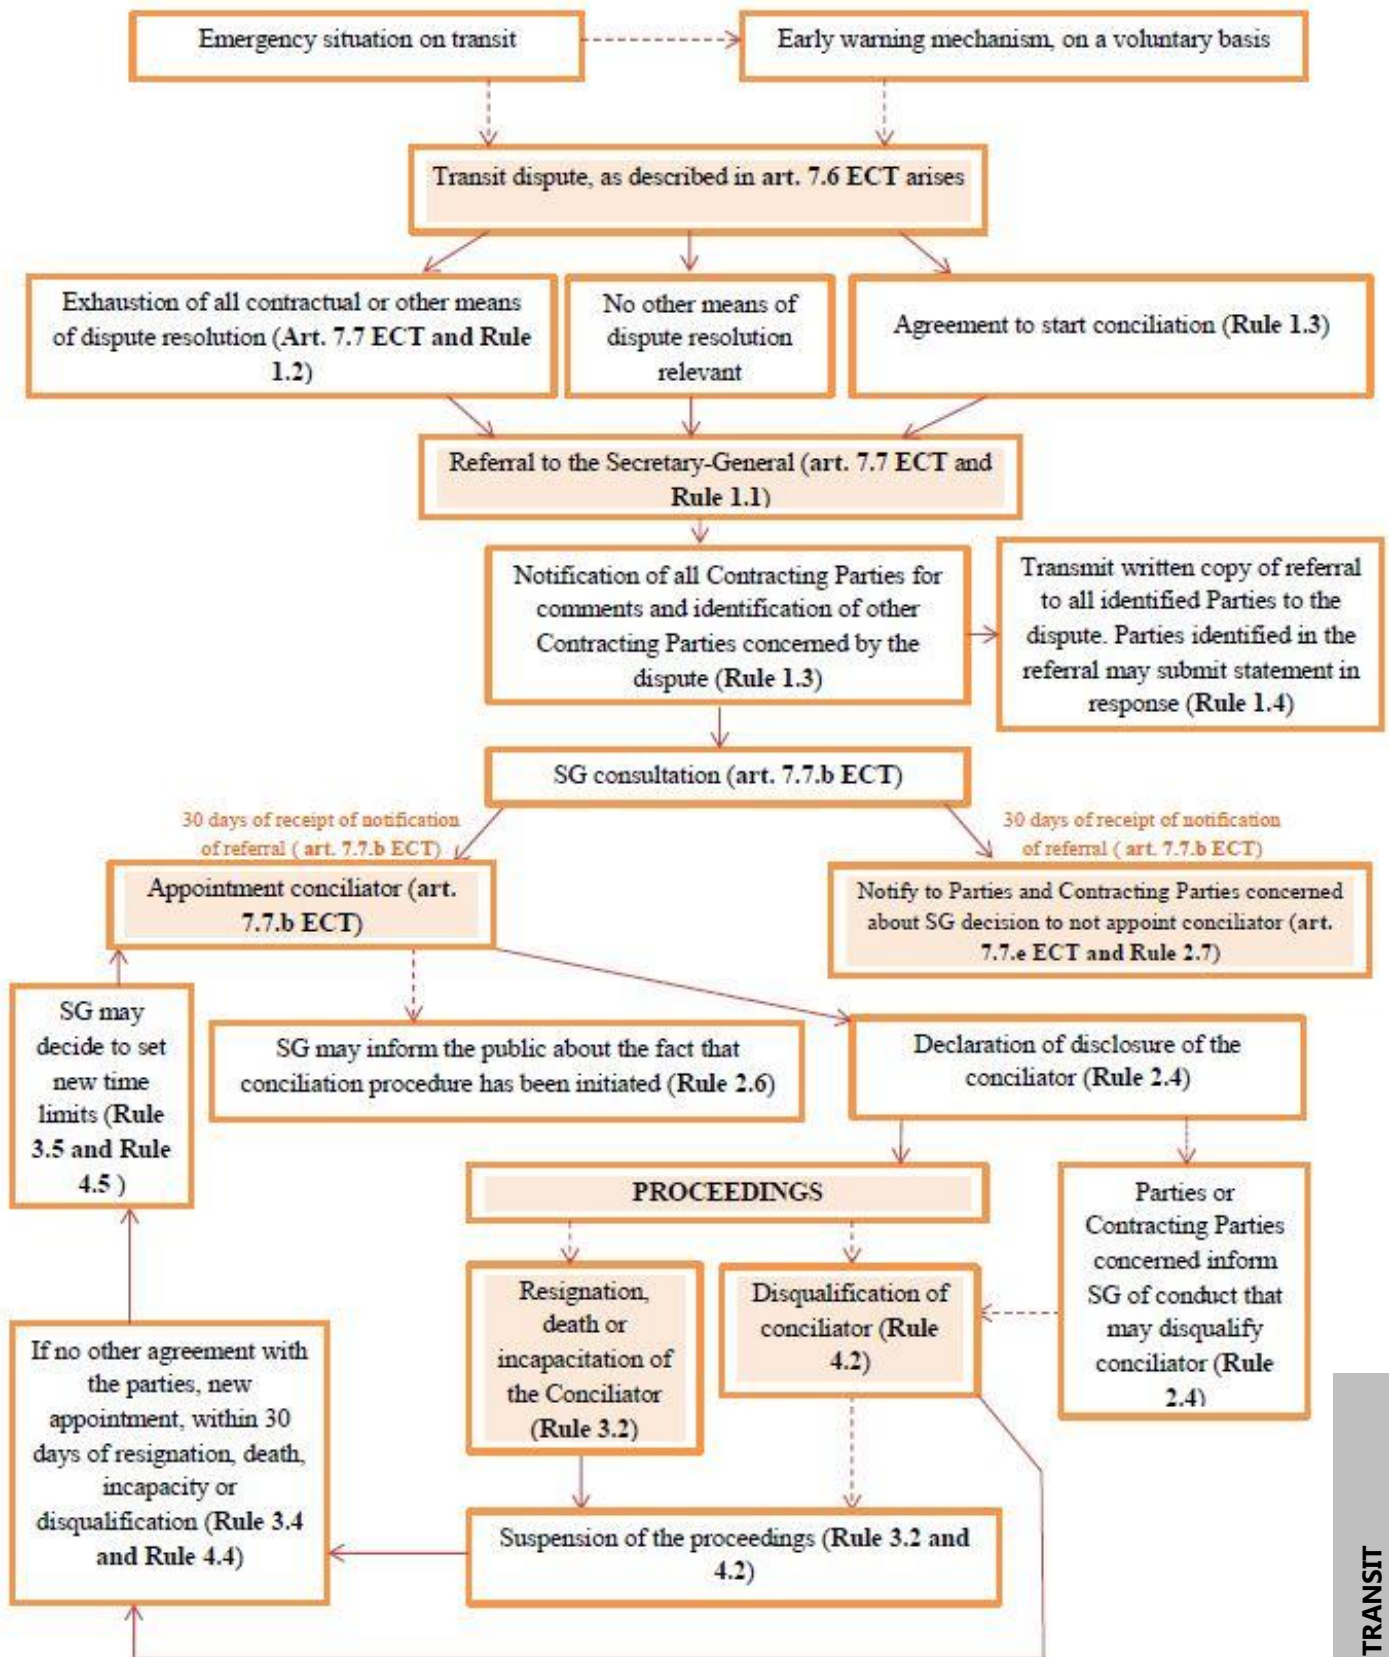 Emergency situation on transit
Early warning mechanism, on a voluntary basis
Transit dispute, as described in art. 7.6 ECT arises
Exhaustion of all contractual or other means
of dispute resolution (Art. 7.7 ECT and Rule
1.2)
No other means of
dispute resolution
relevant
Agreement to start conciliation (Rule 1.3)
Referral to the Secretary-General (art. 7.7 ECT and
Rule 1.1)
Notification of all Contracting Parties for
comments and identification of other
Contracting Parties concerned by the
dispute (Rule 1.3)
Transmit written copy of referral
to all identified Parties to the
dispute. Parties identified in the
referral may submit statement in
response (Rule 1.4)
SG consultation (art. 7.7.b ECT)
30 days of receipt of notification
of referral ( art. 7.7.b ECT)
30 days of receipt of notification
of referral ( art. 7.7.b ECT)
Appointment conciliator (art.
7.7.b ECT)
Notify to Parties and Contracting Parties concerned
about SG decision to not appoint conciliator (art.
7.7.e ECT and Rule 2.7)
SG may
decide to set
new time
limits (Rule
3.5 and Rule
4.5 )
SG may inform the public about the fact that
conciliation procedure has been initiated (Rule 2.6)
Declaration of disclosure of the
conciliator (Rule 2.4)
PROCEEDINGS
Parties or
Contracting Parties
concerned inform
SG of conduct that
may disqualify
conciliator (Rule
2.4)
Resignation,
death or
incapacitation of
the Conciliator
(Rule 3.2)
Disqualification of
conciliator (Rule
4.2)
If no other agreement with
the parties, new
appointment, within 30
days of resignation, death,
incapacity or
disqualification (Rule 3.4
and Rule 4.4)
Suspension of the proceedings (Rule 3.2 and
4.2)
TRANSIT